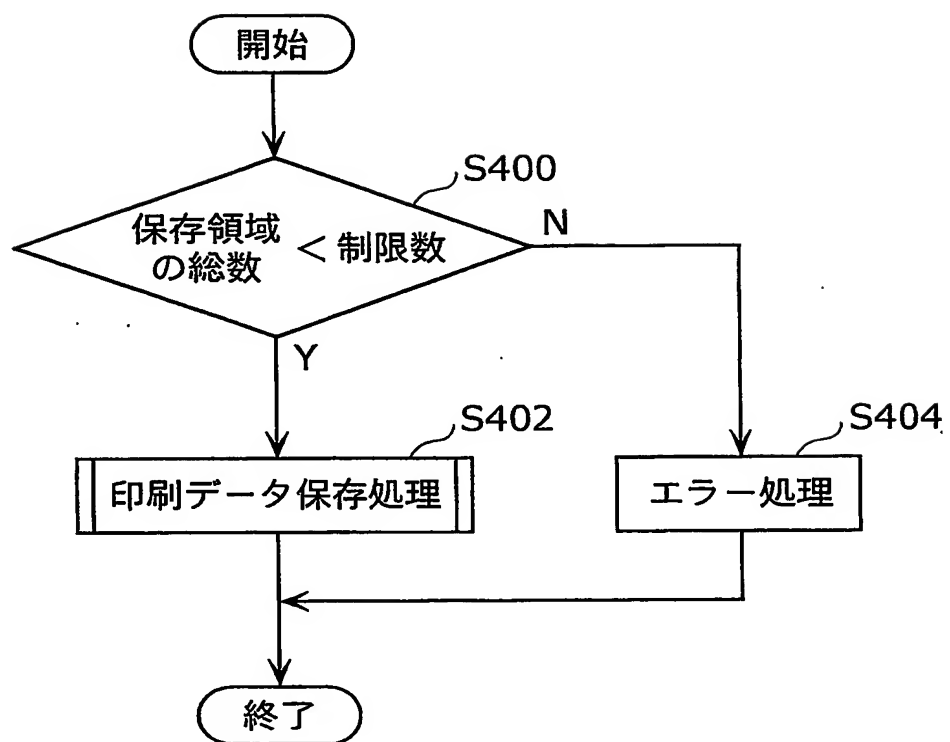 開始
S400
保存領域
の総数 < 制限数
N
Y
S402
印刷データ保存処理
S404
エラー処理
終了